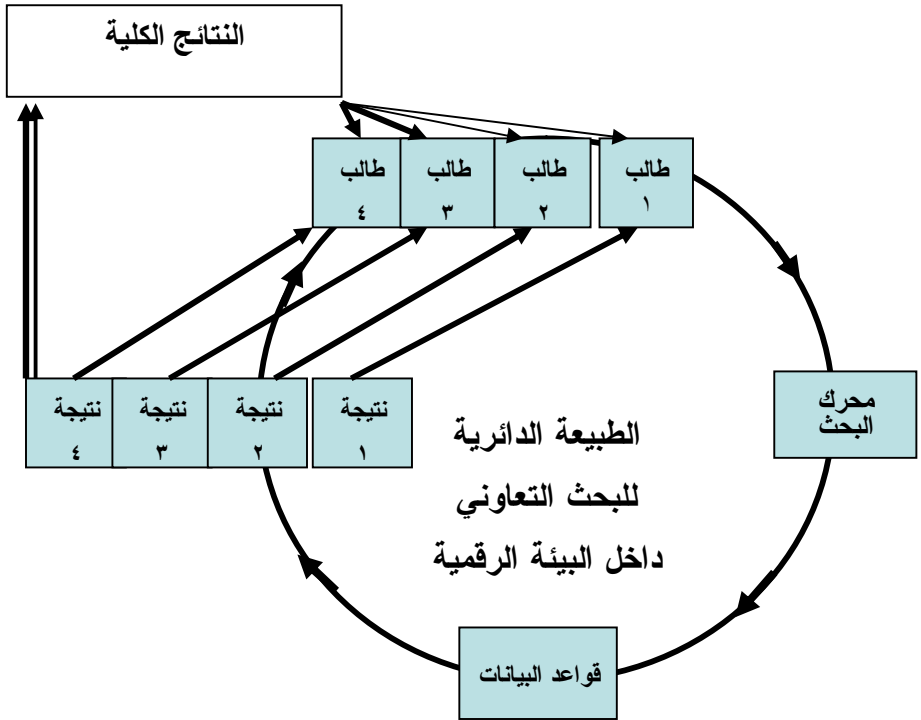 النتائج الكلية
طالب
١
طالب
٢
طالب
٣
طالب
٤
محرك
البحث
نتيجة
١
نتيجة
٢
نتيجة
٣
نتيجة
٤
الطبيعة الدائرية
للبحث التعاوني
داخل البيئة الرقمية
قواعد البيانات